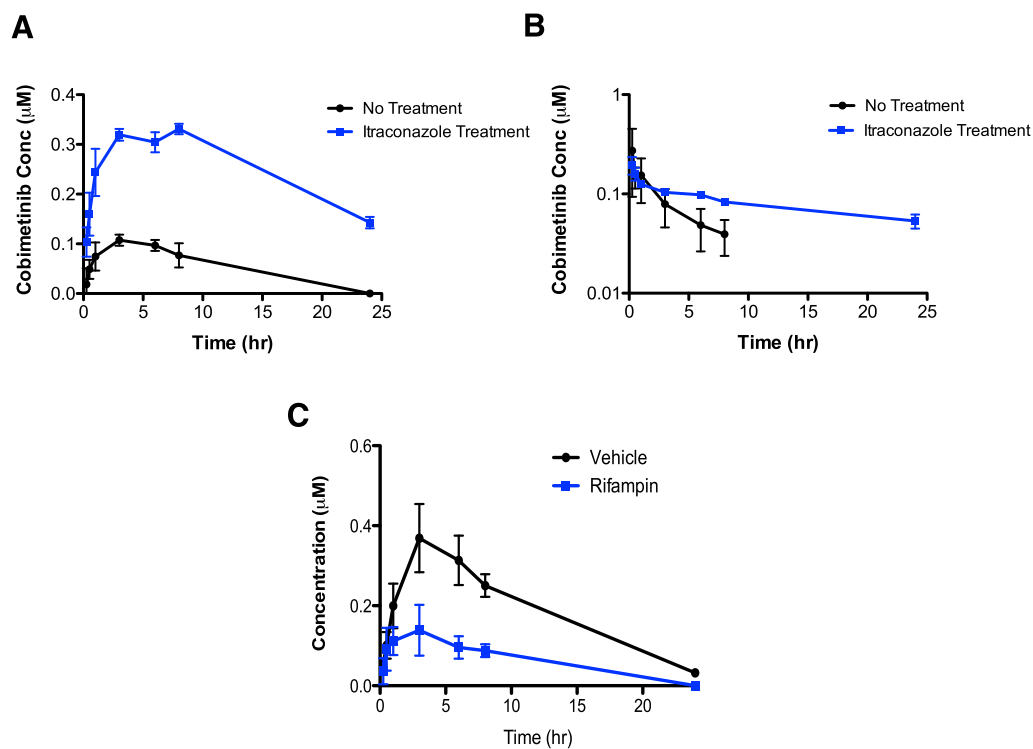 A
Cobimetinib Conc (μM)
0.4
0.3
0.2
0.1
0.0
0 5 10 15 20 25
Time (hr)
No Treatment
Itraconazole Treatment
B
Cobimetinib Conc (μM)
1
0.1
0.01
0 5 10 15 20 25
Time (hr)
No Treatment
Itraconazole Treatment
C
Concentration (μM)
0.6
0.4
0.2
0.0
0 5 10 15 20
Time (hr)
Vehicle
Rifampin